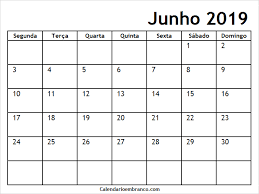 Junho 2019
Segunda Terça Quarta Quinta Sexta Sábado Domingo
1 2
3 4 5 6 7 8 9
10 11 12 13 14 15 16
17 18 19 20 21 22 23
24 25 26 27 28 29 30
Calendarioembranco.com